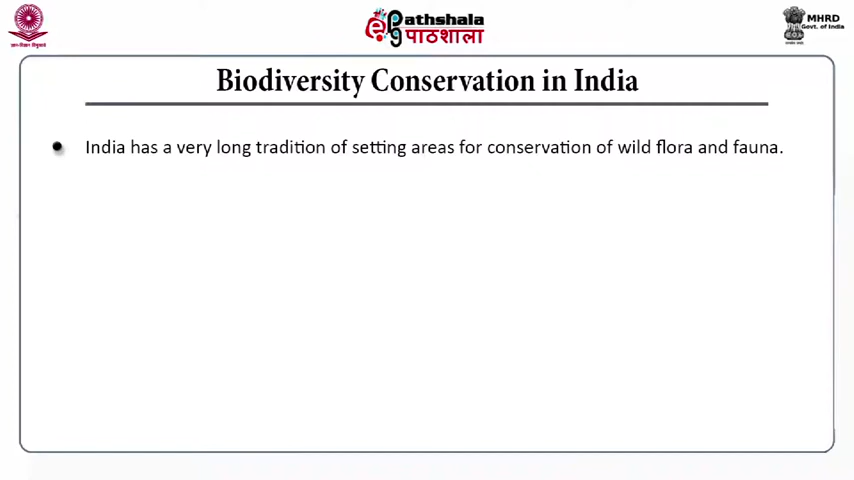 ePathshala
पाठशाला
MHRD
Govt. of India
Biodiversity Conservation in India
India has a very long tradition of setting areas for conservation of wild flora and fauna.